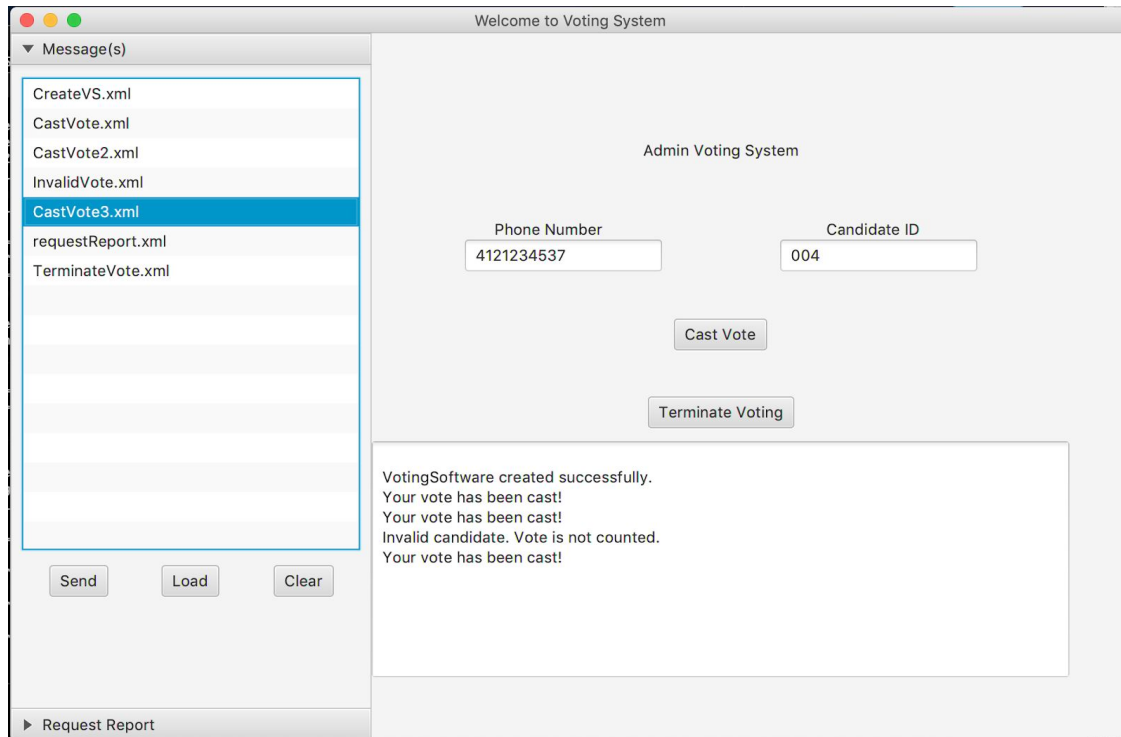 Welcome to Voting System
Message(s)
CreateVS.xml
CastVote.xml
CastVote2.xml
InvalidVote.xml
CastVote3.xml
requestReport.xml
TerminateVote.xml
Send Load Clear
Request Report
Admin Voting System
Phone Number Candidate ID
4121234537 004
Cast Vote
Terminate Voting
VotingSoftware created successfully.
Your vote has been cast!
Your vote has been cast!
Invalid candidate. Vote is not counted.
Your vote has been cast!